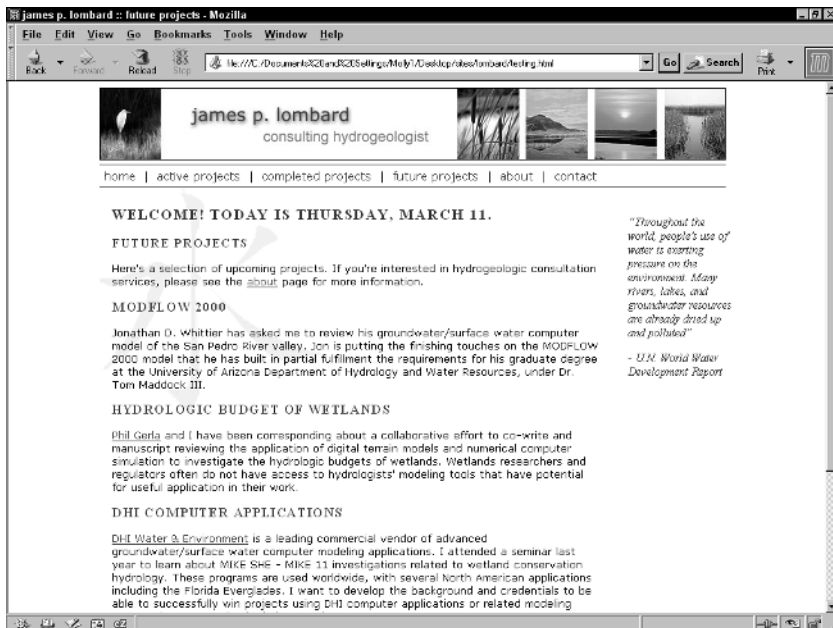 james p. lombard :: future projects - Mozilla
File Edit View Go Bookmarks Tools Window Help
Back Forward Reload Stop file:///C:/Documents%20and%20Settings/Molly1/Desktop/sites/lombard/testing.html Go Search Print
james p. lombard
consulting hydrogeologist
home | active projects | completed projects | future projects | about | contact
水
WELCOME! TODAY IS THURSDAY, MARCH 11.
FUTURE PROJECTS
Here's a selection of upcoming projects. If you're interested in hydrogeologic consultation
services, please see the about page for more information.
MODFLOW 2000
Jonathan D. Whittier has asked me to review his groundwater/surface water computer
model of the San Pedro River valley. Jon is putting the finishing touches on the MODFLOW
2000 model that he has built in partial fulfillment the requirements for his graduate degree
at the University of Arizona Department of Hydrology and Water Resources, under Dr.
Tom Maddock III.
HYDROLOGIC BUDGET OF WETLANDS
Phil Gerla and I have been corresponding about a collaborative effort to co-write and
manuscript reviewing the application of digital terrain models and numerical computer
simulation to investigate the hydrologic budgets of wetlands. Wetlands researchers and
regulators often do not have access to hydrologists' modeling tools that have potential
for useful application in their work.
DHI COMPUTER APPLICATIONS
DHI Water & Environment is a leading commercial vendor of advanced
groundwater/surface water computer modeling applications. I attended a seminar last
year to learn about MIKE SHE - MIKE 11 investigations related to wetland conservation
hydrology. These programs are used worldwide, with several North American applications
including the Florida Everglades. I want to develop the background and credentials to be
able to successfully win projects using DHI computer applications or related modeling
"Throughout the
world, people's use of
water is exerting
pressure on the
environment. Many
rivers, lakes, and
groundwater resources
are already dried up
and polluted"
- U.N. World Water
Development Report